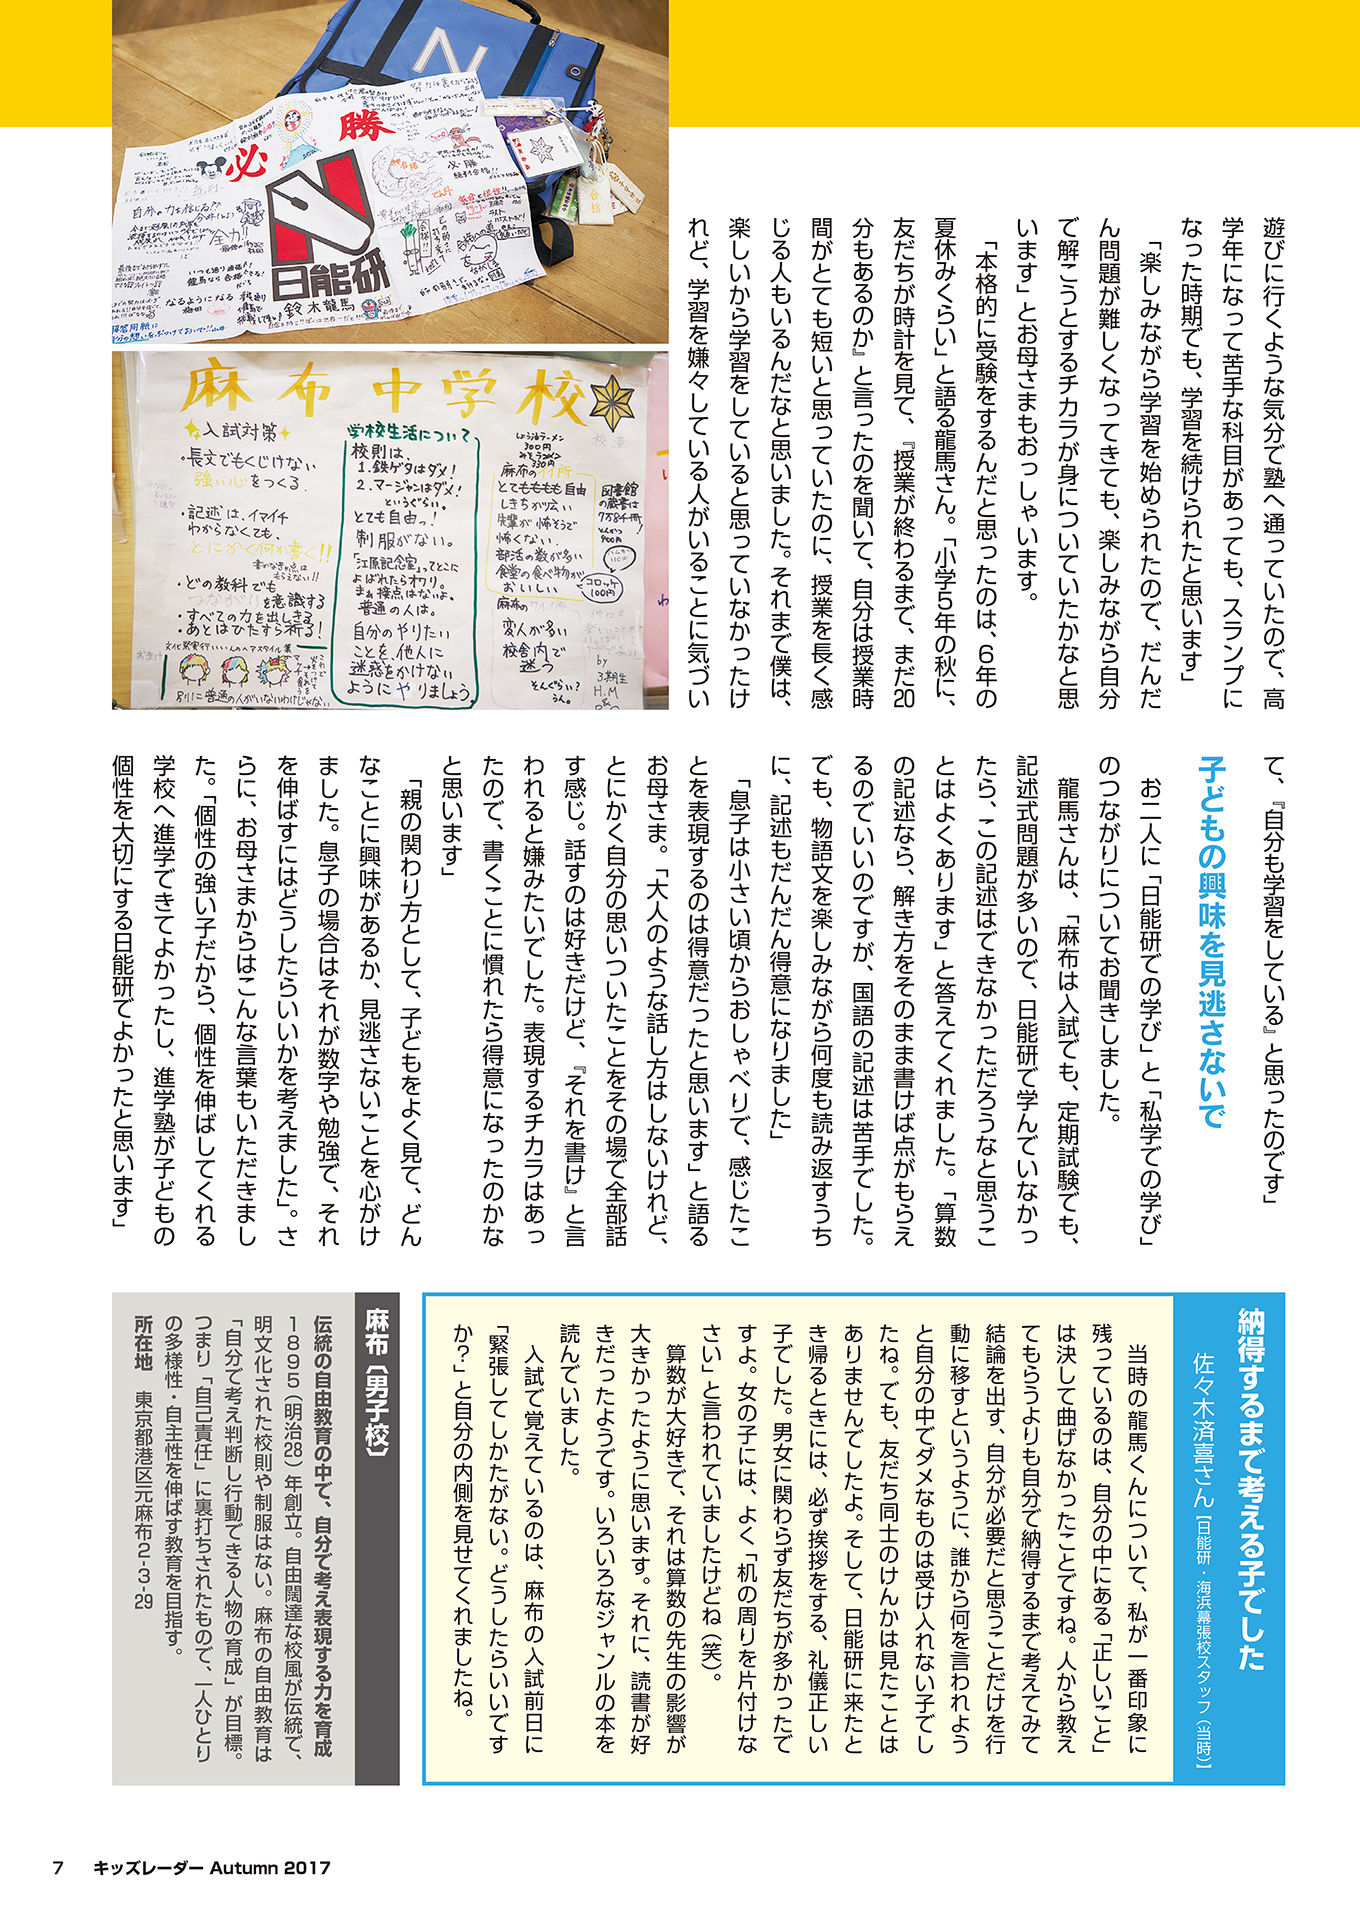 必勝
日能研
鈴木龍馬
いつも通り頑張れ!
龍馬なら合格できる!
なるようになる
全力!
合格
麻布中学校
入試対策
・長文でもくじけない
強い心をつくる
・記述は、イマイチ
わからなくても、
とにかく何か書く!!
書かなきゃ点は
もらえない!!
・どの教科でも
つながりを意識する
・すべての力を出しきる
・あとはひたすら祈る!
学校生活について
校則は、
1.鉄ゲタはダメ!
2.マージャンはダメ!
というぐらい。
とても自由っ!
制服がない。
「江原記念室」ってとこに
よばれたらオワリ。
まぁ接点はないよ。
普通の人は。
自分のやりたい
ことを、他人に
迷惑をかけない
ようにやりましょう
しょう油ラーメン
300円
みそラーメン
330円
麻布の
とてももももも自由
しきちが広い
先輩が怖そうで
怖くない。
部活の数が多い
食堂の食べ物が
おいしい
図書館
の蔵書は
7万8千冊!
コロッケ
100円
麻布の
変人が多い
校舎内で
迷う
そんぐらい?
うん。
by
3期生
H.M
遊びに行くような気分で塾へ通っていたので、高
学年になって苦手な科目があっても、スランプに
なった時期でも、学習を続けられたと思います」
「楽しみながら学習を始められたので、だんだ
ん問題が難しくなってきても、楽しみながら自分
で解こうとするチカラが身についていたかなと思
います」とお母さまもおっしゃいます。
「本格的に受験をするんだと思ったのは、6年の
夏休みくらい」と語る龍馬さん。「小学5年の秋に、
友だちが時計を見て、『授業が終わるまで、まだ20
分もあるのか』と言ったのを聞いて、自分は授業時
間がとても短いと思っていたのに、授業を長く感
じる人もいるんだなと思いました。それまで僕は、
楽しいから学習をしていると思っていなかったけ
れど、学習を嫌々している人がいることに気づい
て、『自分も学習をしている』と思ったのです」
子どもの興味を見逃さないで
お二人に「日能研での学び」と「私学での学び」
のつながりについてお聞きしました。
龍馬さんは、「麻布は入試でも、定期試験でも、
記述式問題が多いので、日能研で学んでいなかっ
たら、この記述はできなかっただろうなと思うこ
とはよくあります」と答えてくれました。「算数
の記述なら、解き方をそのまま書けば点がもらえ
るのでいいのですが、国語の記述は苦手でした。
でも、物語文を楽しみながら何度も読み返すうち
に、記述もだんだん得意になりました」
「息子は小さい頃からおしゃべりで、感じたこ
とを表現するのは得意だったと思います」と語る
お母さま。「大人のような話し方はしないけれど、
とにかく自分の思いついたことをその場で全部話
す感じ。話すのは好きだけど、『それを書け』と言
われると嫌みたいでした。表現するチカラはあっ
たので、書くことに慣れたら得意になったのかな
と思います」
「親の関わり方として、子どもをよく見て、どん
なことに興味があるか、見逃さないことを心がけ
ました。息子の場合はそれが数字や勉強で、それ
を伸ばすにはどうしたらいいかを考えました」。さ
らに、お母さまからはこんな言葉もいただきまし
た。「個性の強い子だから、個性を伸ばしてくれる
学校へ進学できてよかったし、進学塾が子どもの
個性を大切にする日能研でよかったと思います」
納得するまで考える子でした
佐々木済喜さん【日能研・海浜幕張校スタッフ(当時)】
当時の龍馬くんについて、私が一番印象に
残っているのは、自分の中にある「正しいこと」
は決して曲げなかったことですね。人から教え
てもらうよりも自分で納得するまで考えてみて
結論を出す、自分が必要だと思うことだけを行
動に移すというように、誰から何を言われよう
と自分の中でダメなものは受け入れない子でし
たね。でも、友だち同士のけんかは見たことは
ありませんでしたよ。そして、日能研に来たと
き帰るときには、必ず挨拶をする、礼儀正しい
子でした。男女に関わらず友だちが多かったで
すよ。女の子には、よく「机の周りを片付けな
さい」と言われていましたけどね(笑)。
算数が大好きで、それは算数の先生の影響が
大きかったように思います。それに、読書が好
きだったようです。いろいろなジャンルの本を
読んでいました。
入試で覚えているのは、麻布の入試前日に
「緊張してしかたがない。どうしたらいいです
か?」と自分の内側を見せてくれましたね。
麻布〔男子校〕
伝統の自由教育の中で、自分で考え表現する力を育成
1895(明治28)年創立。自由闊達な校風が伝統で、
明文化された校則や制服はない。麻布の自由教育は
「自分で考え判断し行動できる人物の育成」が目標。
つまり「自己責任」に裏打ちされたもので、一人ひとり
の多様性・自主性を伸ばす教育を目指す。
所在地 東京都港区元麻布2-3-29
7 キッズレーダー Autumn 2017